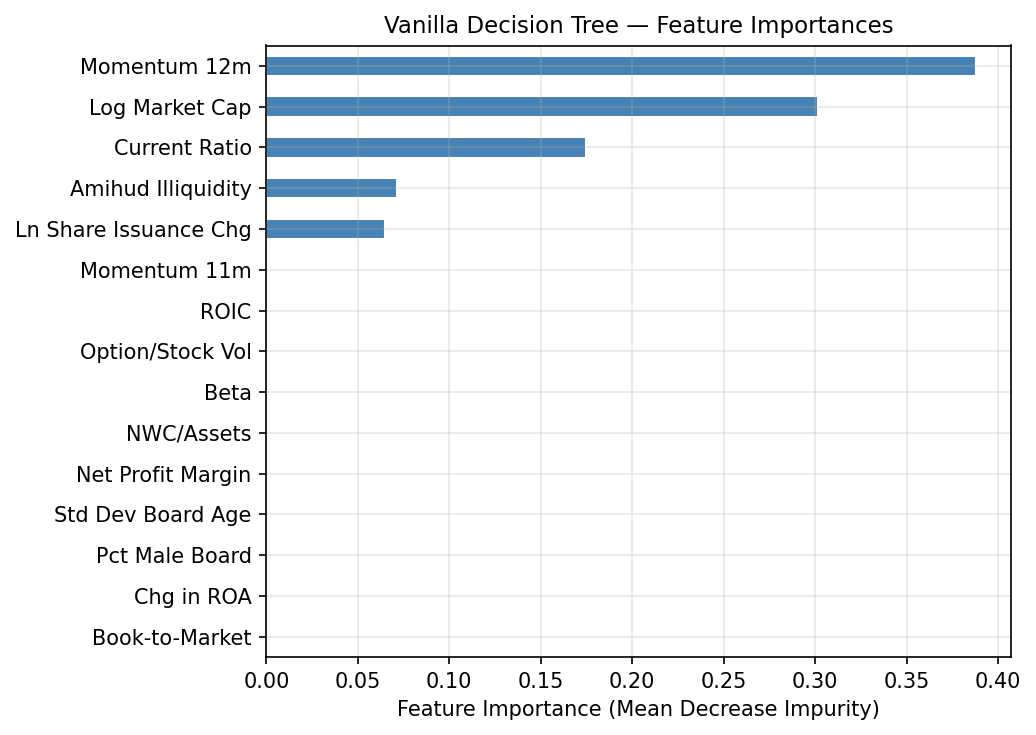 Vanilla Decision Tree — Feature Importances
Momentum 12m
Log Market Cap
Current Ratio
Amihud Illiquidity
Ln Share Issuance Chg
Momentum 11m
ROIC
Option/Stock Vol
Beta
NWC/Assets
Net Profit Margin
Std Dev Board Age
Pct Male Board
Chg in ROA
Book-to-Market
0.00 0.05 0.10 0.15 0.20 0.25 0.30 0.35 0.40
Feature Importance (Mean Decrease Impurity)